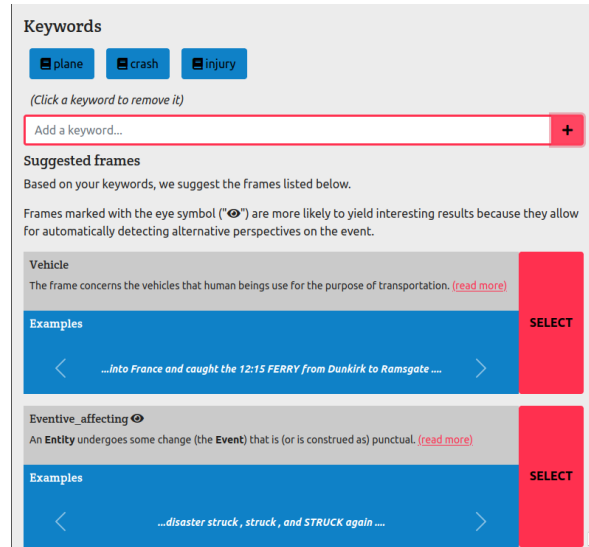 Keywords
plane crash injury
(Click a keyword to remove it)
Add a keyword... +
Suggested frames
Based on your keywords, we suggest the frames listed below.
Frames marked with the eye symbol ("👁") are more likely to yield interesting results because they allow
for automatically detecting alternative perspectives on the event.
Vehicle
The frame concerns the vehicles that human beings use for the purpose of transportation. (read more)
SELECT
Examples
...into France and caught the 12:15 FERRY from Dunkirk to Ramsgate ....
Eventive_affecting 👁
An Entity undergoes some change (the Event) that is (or is construed as) punctual. (read more)
SELECT
Examples
...disaster struck , struck , and STRUCK again ....